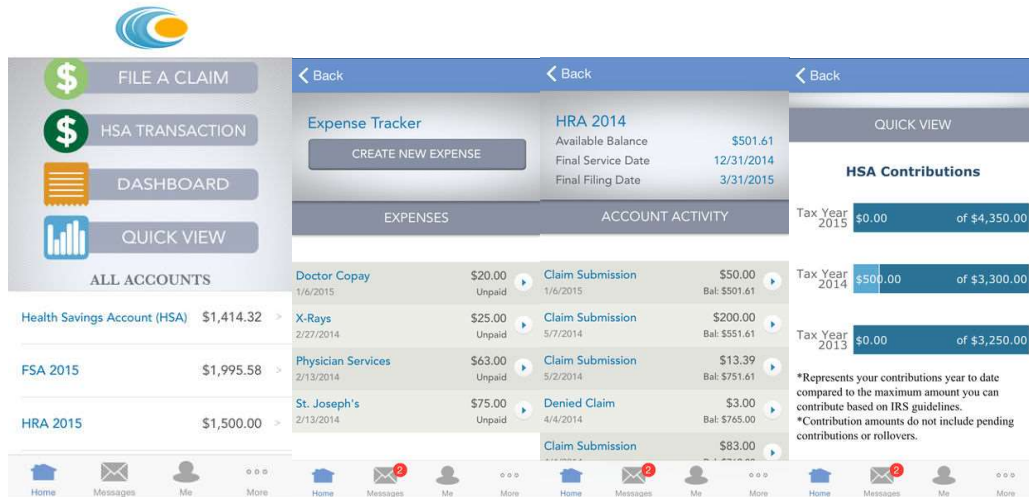 FILE A CLAIM
HSA TRANSACTION
DASHBOARD
QUICK VIEW
ALL ACCOUNTS
Health Savings Account (HSA) $1,414.32
FSA 2015 $1,995.58
HRA 2015 $1,500.00
Home Messages Me More
Back
Expense Tracker
CREATE NEW EXPENSE
EXPENSES
Doctor Copay $20.00
1/6/2015 Unpaid
X-Rays $25.00
2/27/2014 Unpaid
Physician Services $63.00
2/13/2014 Unpaid
St. Joseph's $75.00
2/13/2014 Unpaid
2
Home Messages Me More
Back
HRA 2014
Available Balance $501.61
Final Service Date 12/31/2014
Final Filing Date 3/31/2015
ACCOUNT ACTIVITY
Claim Submission $50.00
1/6/2015 Bal: $501.61
Claim Submission $200.00
5/7/2014 Bal: $551.61
Claim Submission $13.39
5/2/2014 Bal: $751.61
Denied Claim $3.00
4/4/2014 Bal: $765.00
Claim Submission $83.00
2
Home Messages Me More
Back
QUICK VIEW
HSA Contributions
Tax Year
2015 $0.00 of $4,350.00
Tax Year
2014 $500.00 of $3,300.00
Tax Year
2013 $0.00 of $3,250.00
*Represents your contributions year to date
compared to the maximum amount you can
contribute based on IRS guidelines.
*Contribution amounts do not include pending
contributions or rollovers.
2
Home Messages Me More